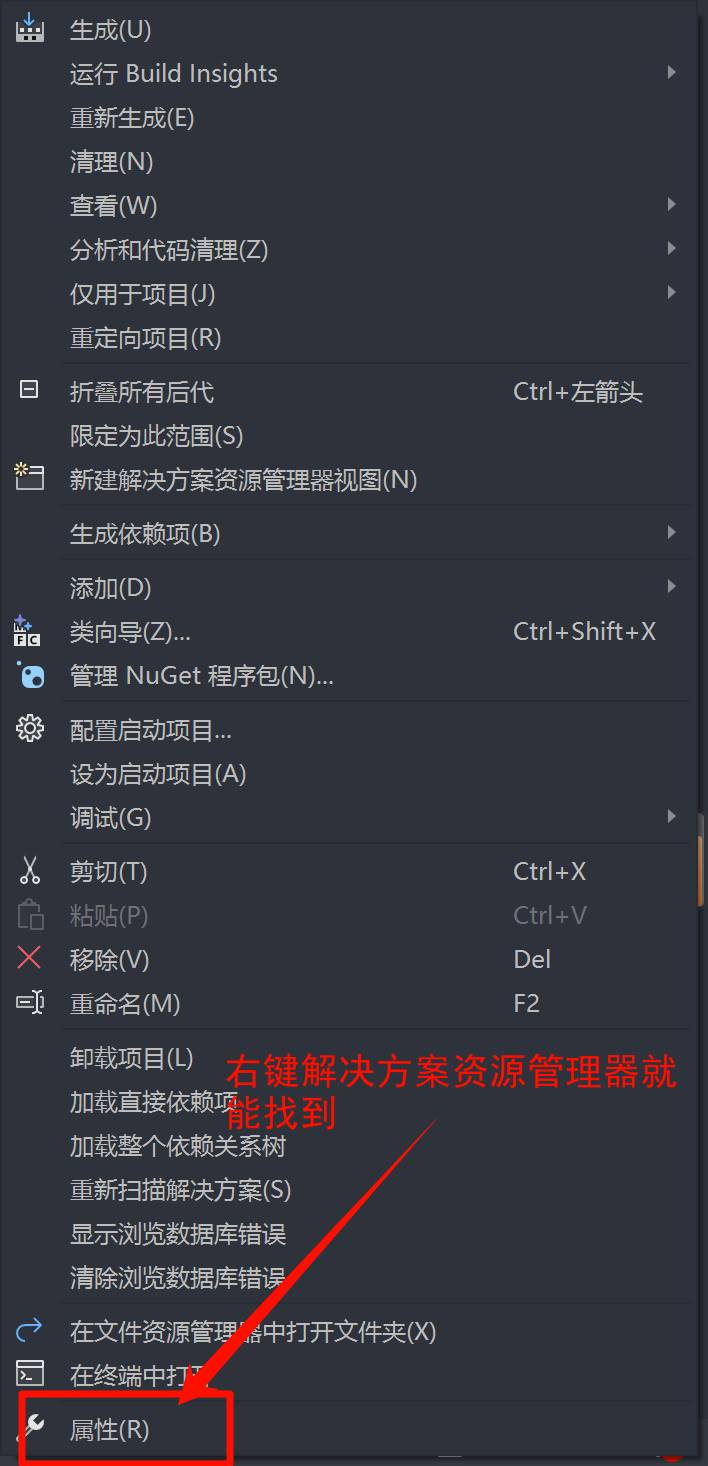 生成(U)
运行 Build Insights
重新生成(E)
清理(N)
查看(W)
分析和代码清理(Z)
仅用于项目(J)
重定向项目(R)
折叠所有后代 Ctrl+左箭头
限定为此范围(S)
新建解决方案资源管理器视图(N)
生成依赖项(B)
添加(D)
类向导(Z)... Ctrl+Shift+X
管理 NuGet 程序包(N)...
配置启动项目...
设为启动项目(A)
调试(G)
剪切(T) Ctrl+X
粘贴(P) Ctrl+V
移除(V) Del
重命名(M) F2
卸载项目(L)
右键解决方案资源管理器就
能找到
加载直接依赖项
加载整个依赖关系树
重新扫描解决方案(S)
显示浏览数据库错误
清除浏览数据库错误
在文件资源管理器中打开文件夹(X)
在终端中打开
属性(R)